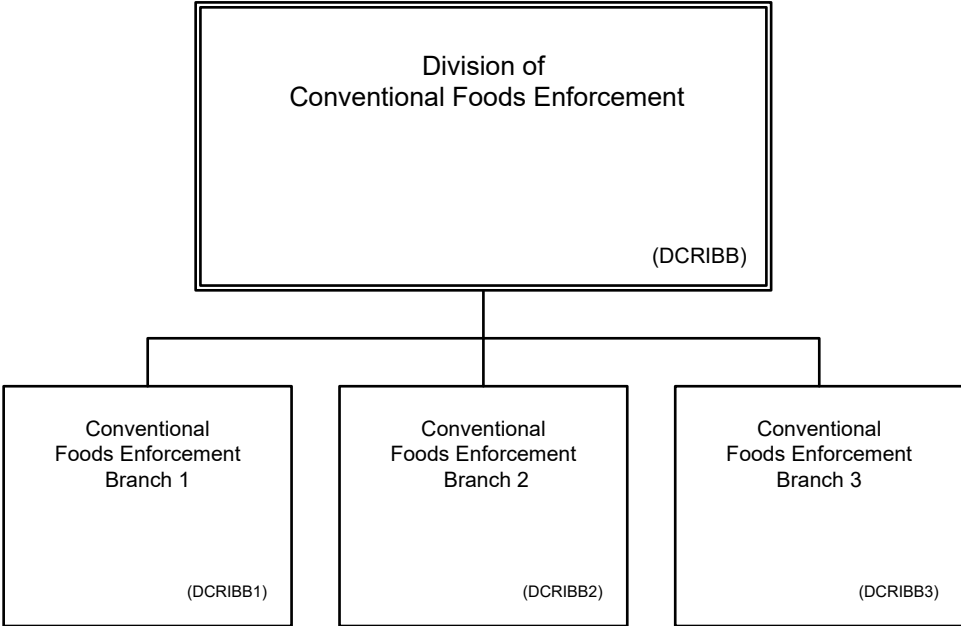 Division of
Conventional Foods Enforcement
(DCRIBB)
Conventional
Foods Enforcement
Branch 1
(DCRIBB1)
Conventional
Foods Enforcement
Branch 2
(DCRIBB2)
Conventional
Foods Enforcement
Branch 3
(DCRIBB3)